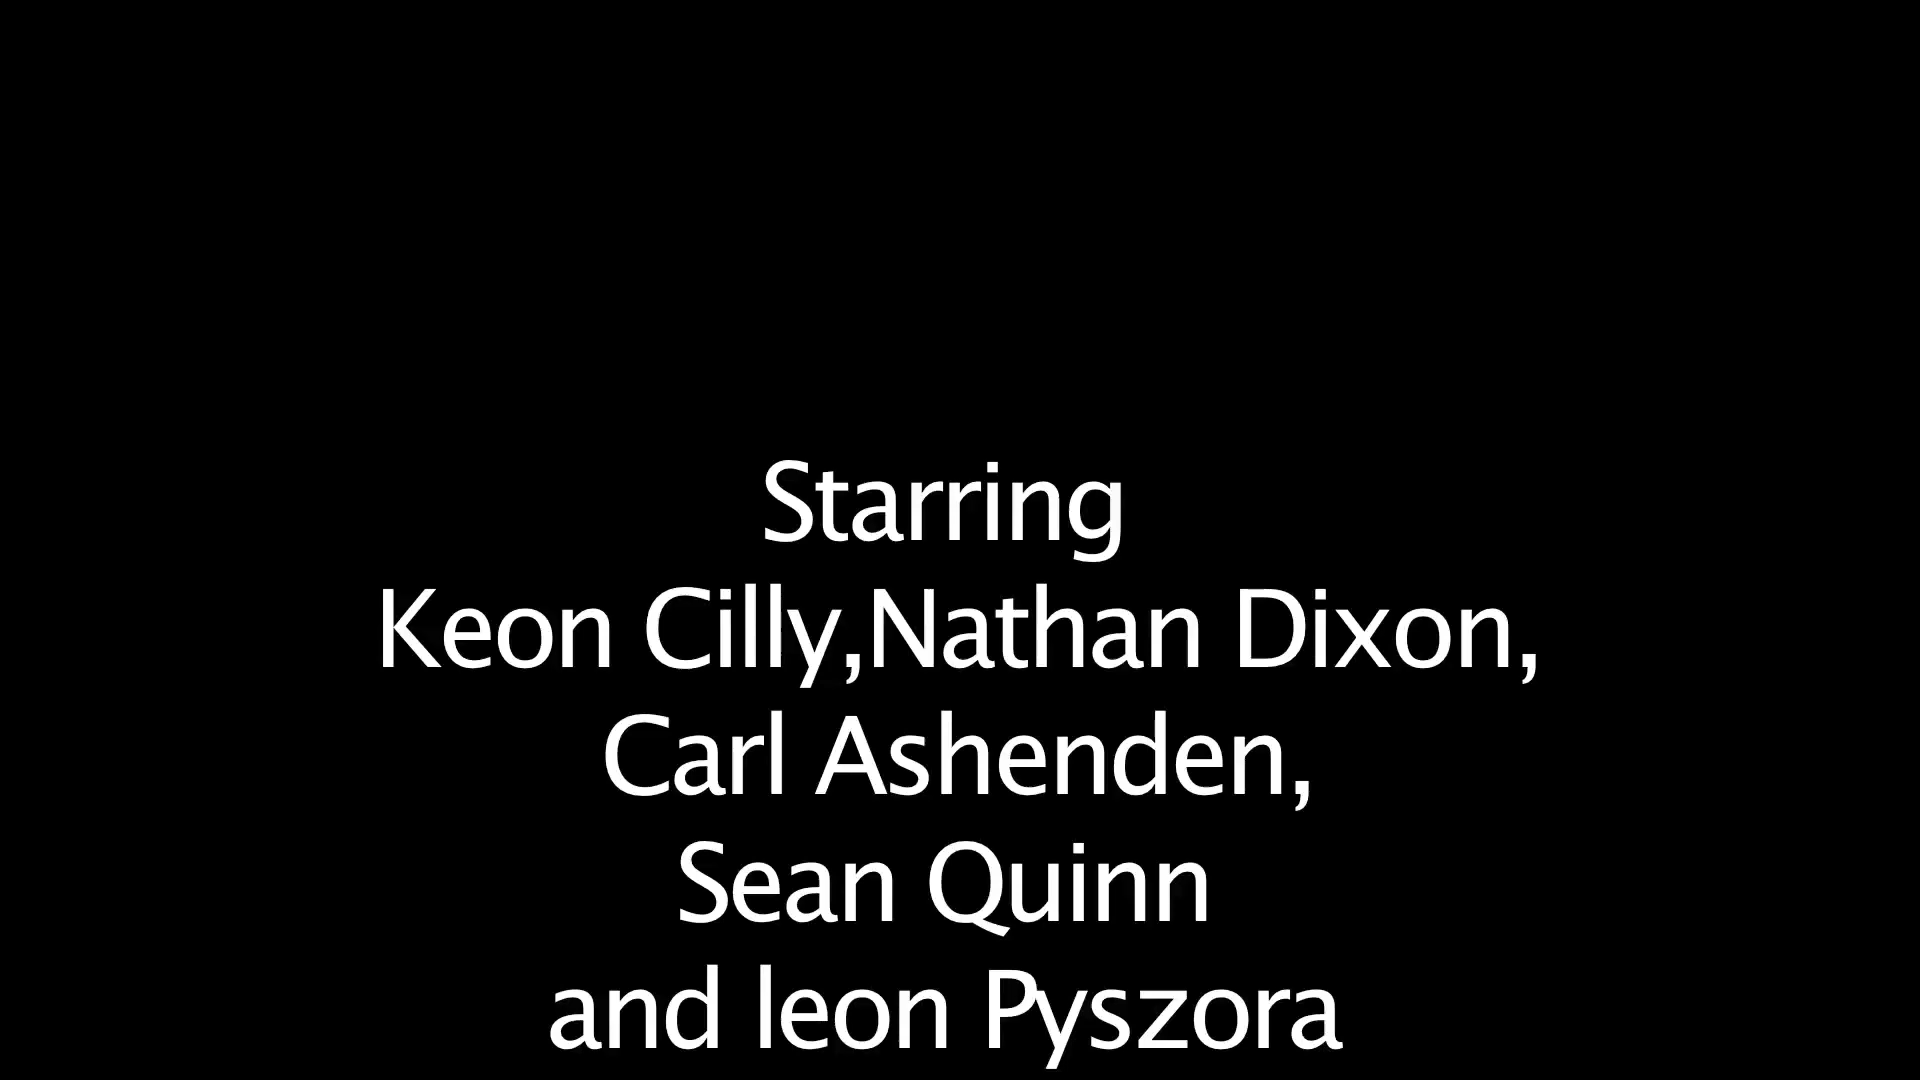 Starring
Keon Cilly,Nathan Dixon,
Carl Ashenden,
Sean Quinn
and leon Pyszora